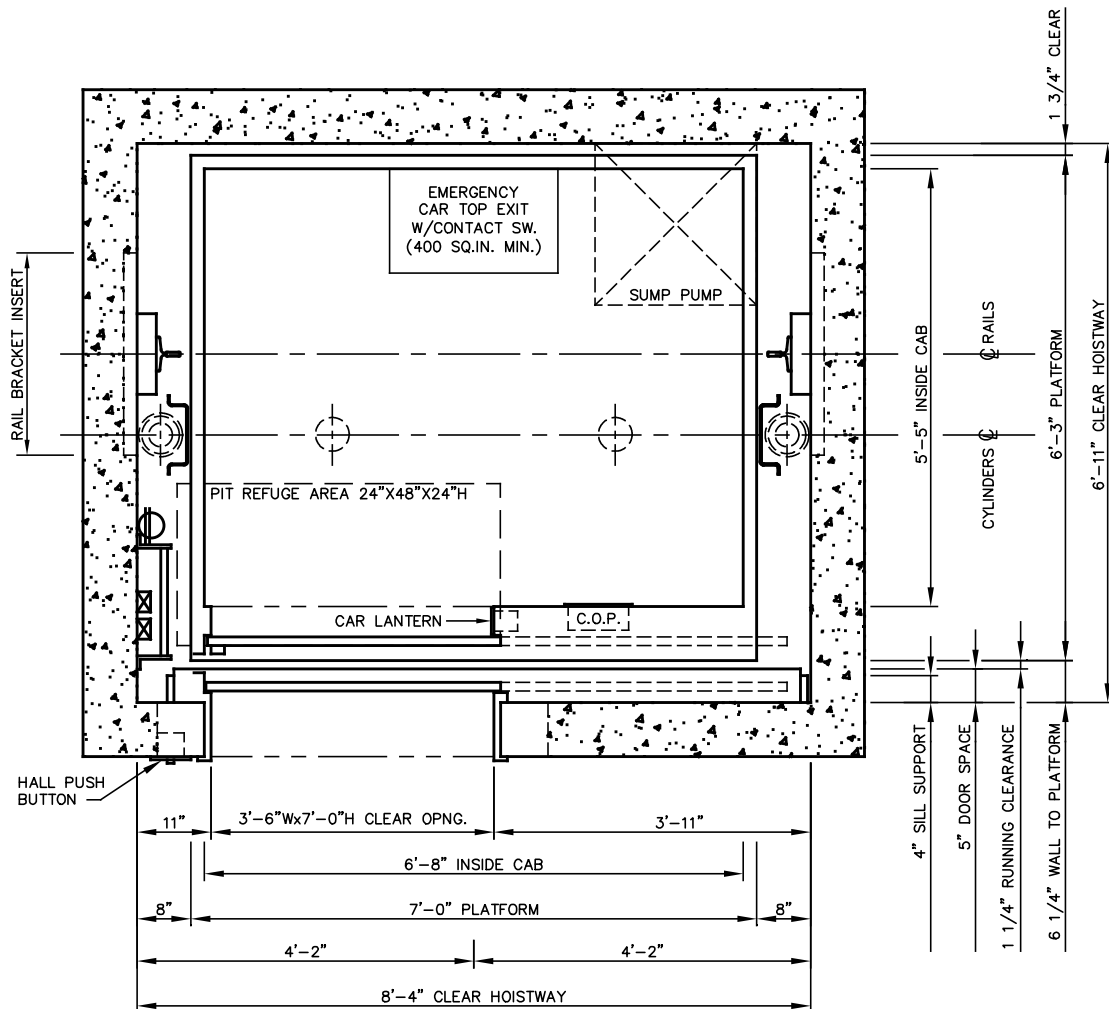 1 3/4" CLEAR
EMERGENCY
CAR TOP EXIT
W/CONTACT SW.
(400 SQ.IN. MIN.)
SUMP PUMP
RAIL BRACKET INSERT
5'-5" INSIDE CAB
CYLINDERS ℄
℄ RAILS
6'-3" PLATFORM
6'-11" CLEAR HOISTWAY
PIT REFUGE AREA 24"X48"X24"H
CAR LANTERN
C.O.P.
HALL PUSH
BUTTON
4" SILL SUPPORT
5" DOOR SPACE
1 1/4" RUNNING CLEARANCE
6 1/4" WALL TO PLATFORM
11"
3'-6"Wx7'-0"H CLEAR OPNG.
3'-11"
6'-8" INSIDE CAB
8"
7'-0" PLATFORM
8"
4'-2"
4'-2"
8'-4" CLEAR HOISTWAY